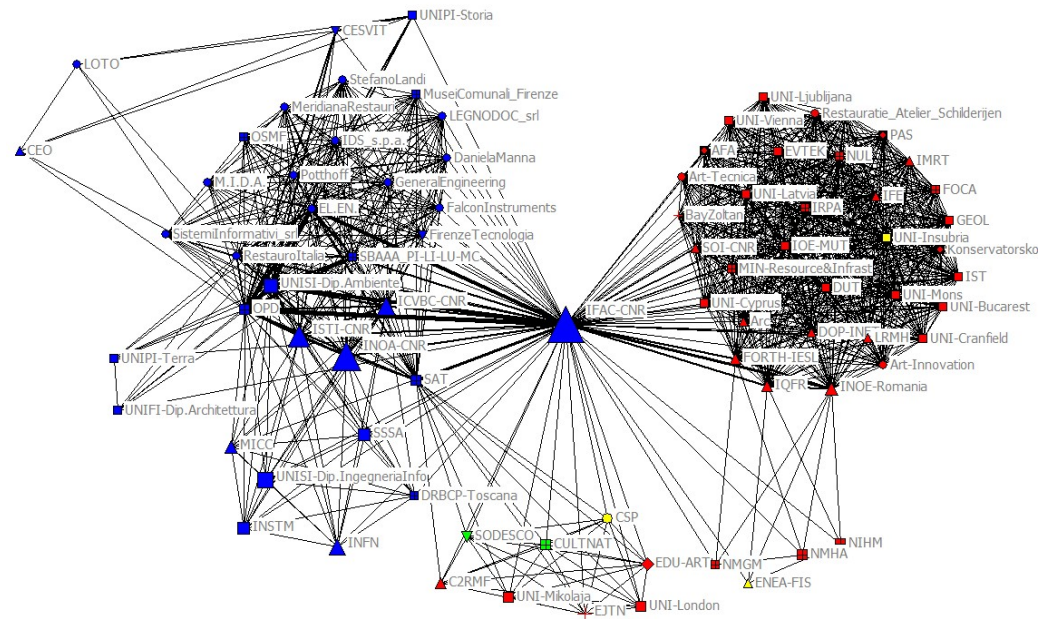 UNIPI-Storia
CESVIT
LOTO
StefanoLandi
MuseiComunali_Firenze
MeridianaRestauri
LEGNODOC_srl
OSMF
IDS_s.p.a.
CEO
DanielaManna
Potthoff
GeneralEngineering
M.I.D.A.
EL.EN.
FalconInstruments
SistemiInformativi_srl
FirenzeTecnologia
RestauroItalia
SBAAA_PI-LI-LU-MC
UNISI-Dip.Ambiente
ICVBC-CNR
OPD
ISTI-CNR
INOA-CNR
IFAC-CNR
UNIPI-Terra
SAT
UNIFI-Dip.Architettura
SSSA
MICC
UNISI-Dip.IngegneriaInfo
DRBCP-Toscana
INSTM
INFN
UNI-Ljubljana
UNI-Vienna
Restauratie_Atelier_Schilderijen
PAS
AFA
EVTEK
NUL
IMRT
Art-Tecnica
UNI-Latvia
IFE
FOCA
BayZoltan
IRPA
GEOL
UNI-Insubria
SOI-CNR
IOE-MUT
Konservatorsko
MIN-Resource&Infrast
IST
DUT
UNI-Mons
UNI-Cyprus
UNI-Bucarest
Arc
DOP-INET
LRMH
UNI-Cranfield
FORTH-IESL
Art-Innovation
IQFR
INOE-Romania
CSP
SODESCO
CULTNAT
NIHM
EDU-ART
NMGM
NMHA
C2RMF
ENEA-FIS
UNI-Mikolaja
EJTN
UNI-London